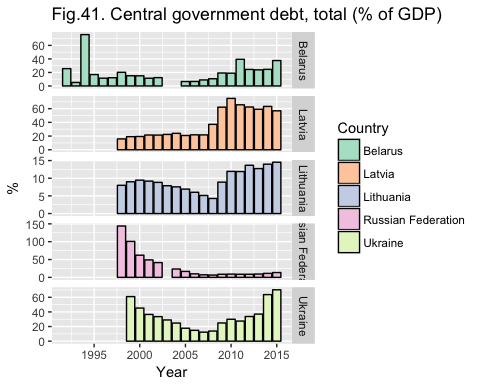 Fig.41. Central government debt, total (% of GDP)
60
40
20
0
Belarus
60
40
20
0
Latvia
15
10
5
0
Lithuania
150
100
50
0
sian Federa
60
40
20
0
Ukraine
%
1995 2000 2005 2010 2015
Year
Country
Belarus
Latvia
Lithuania
Russian Federation
Ukraine